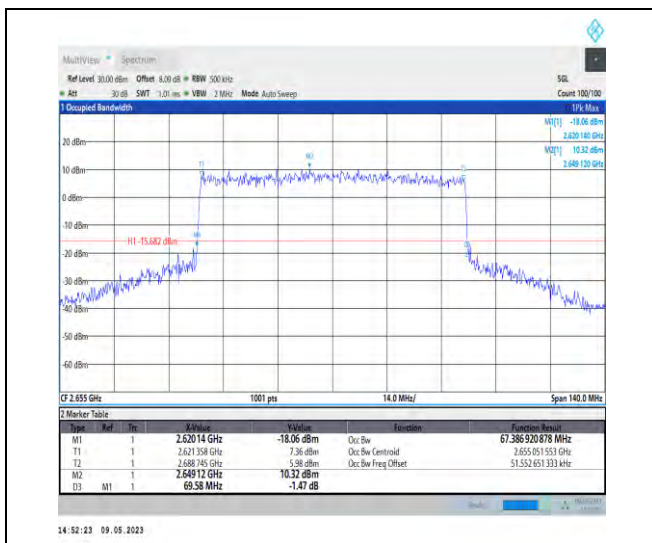 MultiView Spectrum
Ref Level 30.00 dBm Offset 8.09 dB RBW 500 kHz SGL
Att 30 dB SWT 1.01 ms VBW 2 MHz Mode Auto Sweep Count 100/100
1 Occupied Bandwidth 1Pk Max
M1[1] -18.06 dBm
2.620 140 GHz
M2[1] 10.32 dBm
2.649 120 GHz
20 dBm
10 dBm
0 dBm
-10 dBm
-20 dBm
-30 dBm
-40 dBm
-50 dBm
-60 dBm
T1
M2
H1 -15.682 dBm
CF 2.655 GHz 1001 pts 14.0 MHz/ Span 140.0 MHz
2 Marker Table
Type Ref Trc X-Value Y-Value Function Function Result
M1 1 2.62014 GHz -18.06 dBm Occ Bw 67.386 920 878 MHz
T1 1 2.621 358 GHz 7.36 dBm Occ Bw Centroid 2.655 051 553 GHz
T2 1 2.688 745 GHz 5.98 dBm Occ Bw Freq Offset 51.552 651 333 kHz
M2 1 2.649 12 GHz 10.32 dBm
D3 M1 1 69.58 MHz -1.47 dB
14:52:23 09.05.2023